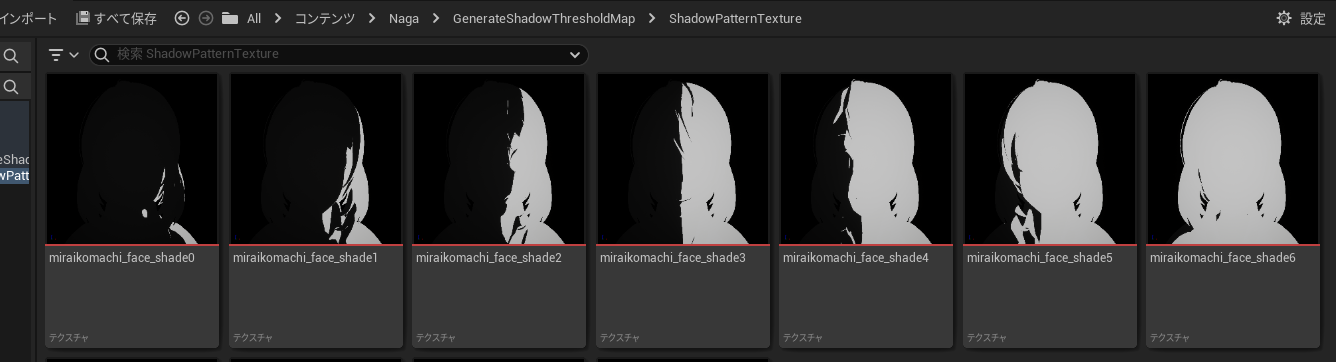 インポート すべて保存 All コンテンツ Naga GenerateShadowThresholdMap ShadowPatternTexture 設定
検索 ShadowPatternTexture
eShad
wPatt
miraikomachi_face_shade0 miraikomachi_face_shade1 miraikomachi_face_shade2 miraikomachi_face_shade3 miraikomachi_face_shade4 miraikomachi_face_shade5 miraikomachi_face_shade6
テクスチャ テクスチャ テクスチャ テクスチャ テクスチャ テクスチャ テクスチャ